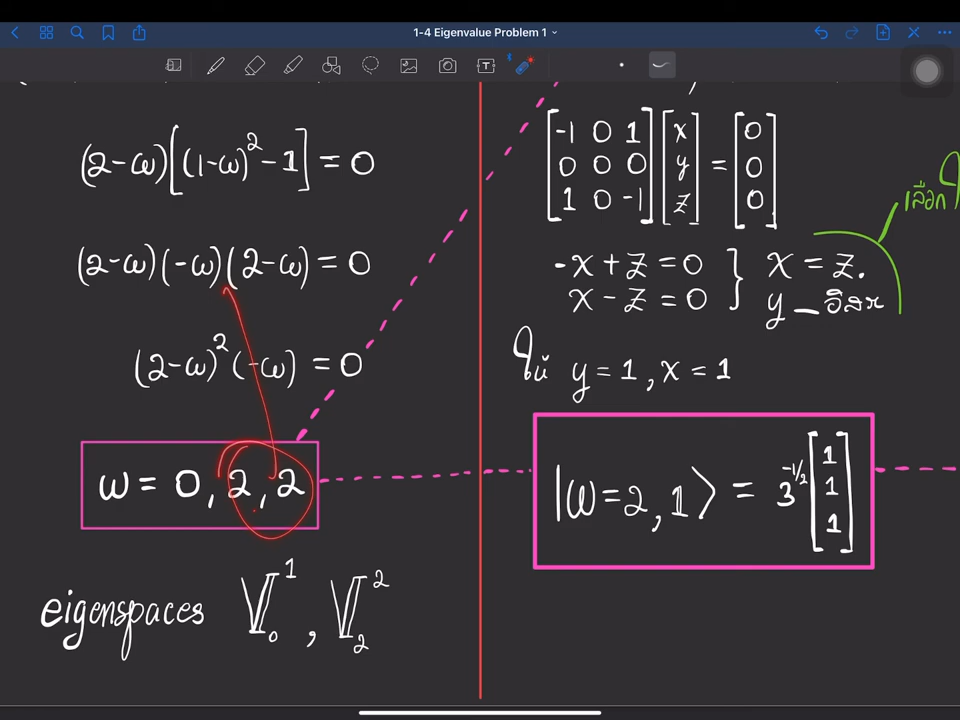 1-4 Eigenvalue Problem 1
(2-ω)[(1-ω)² -1] = 0
(2-ω)(-ω)(2-ω) = 0
(2-ω)²(-ω) = 0
ω = 0, 2, 2
eigenspaces 𝕍₀¹, 𝕍₂²
[-1 0 1] [x] [0]
[0 0 0] [y] = [0]
[1 0 -1] [z] [0]
-x + z = 0 } x = z.
x - z = 0 } y – อิสระ
เลือกใ
ให้ y = 1, x = 1
|ω=2, 1⟩ = 3^(-1/2) [1
1
1]